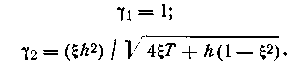 γ₁ = 1;
γ₂ = (ξh²) / √4ξT + h(1 — ξ²).